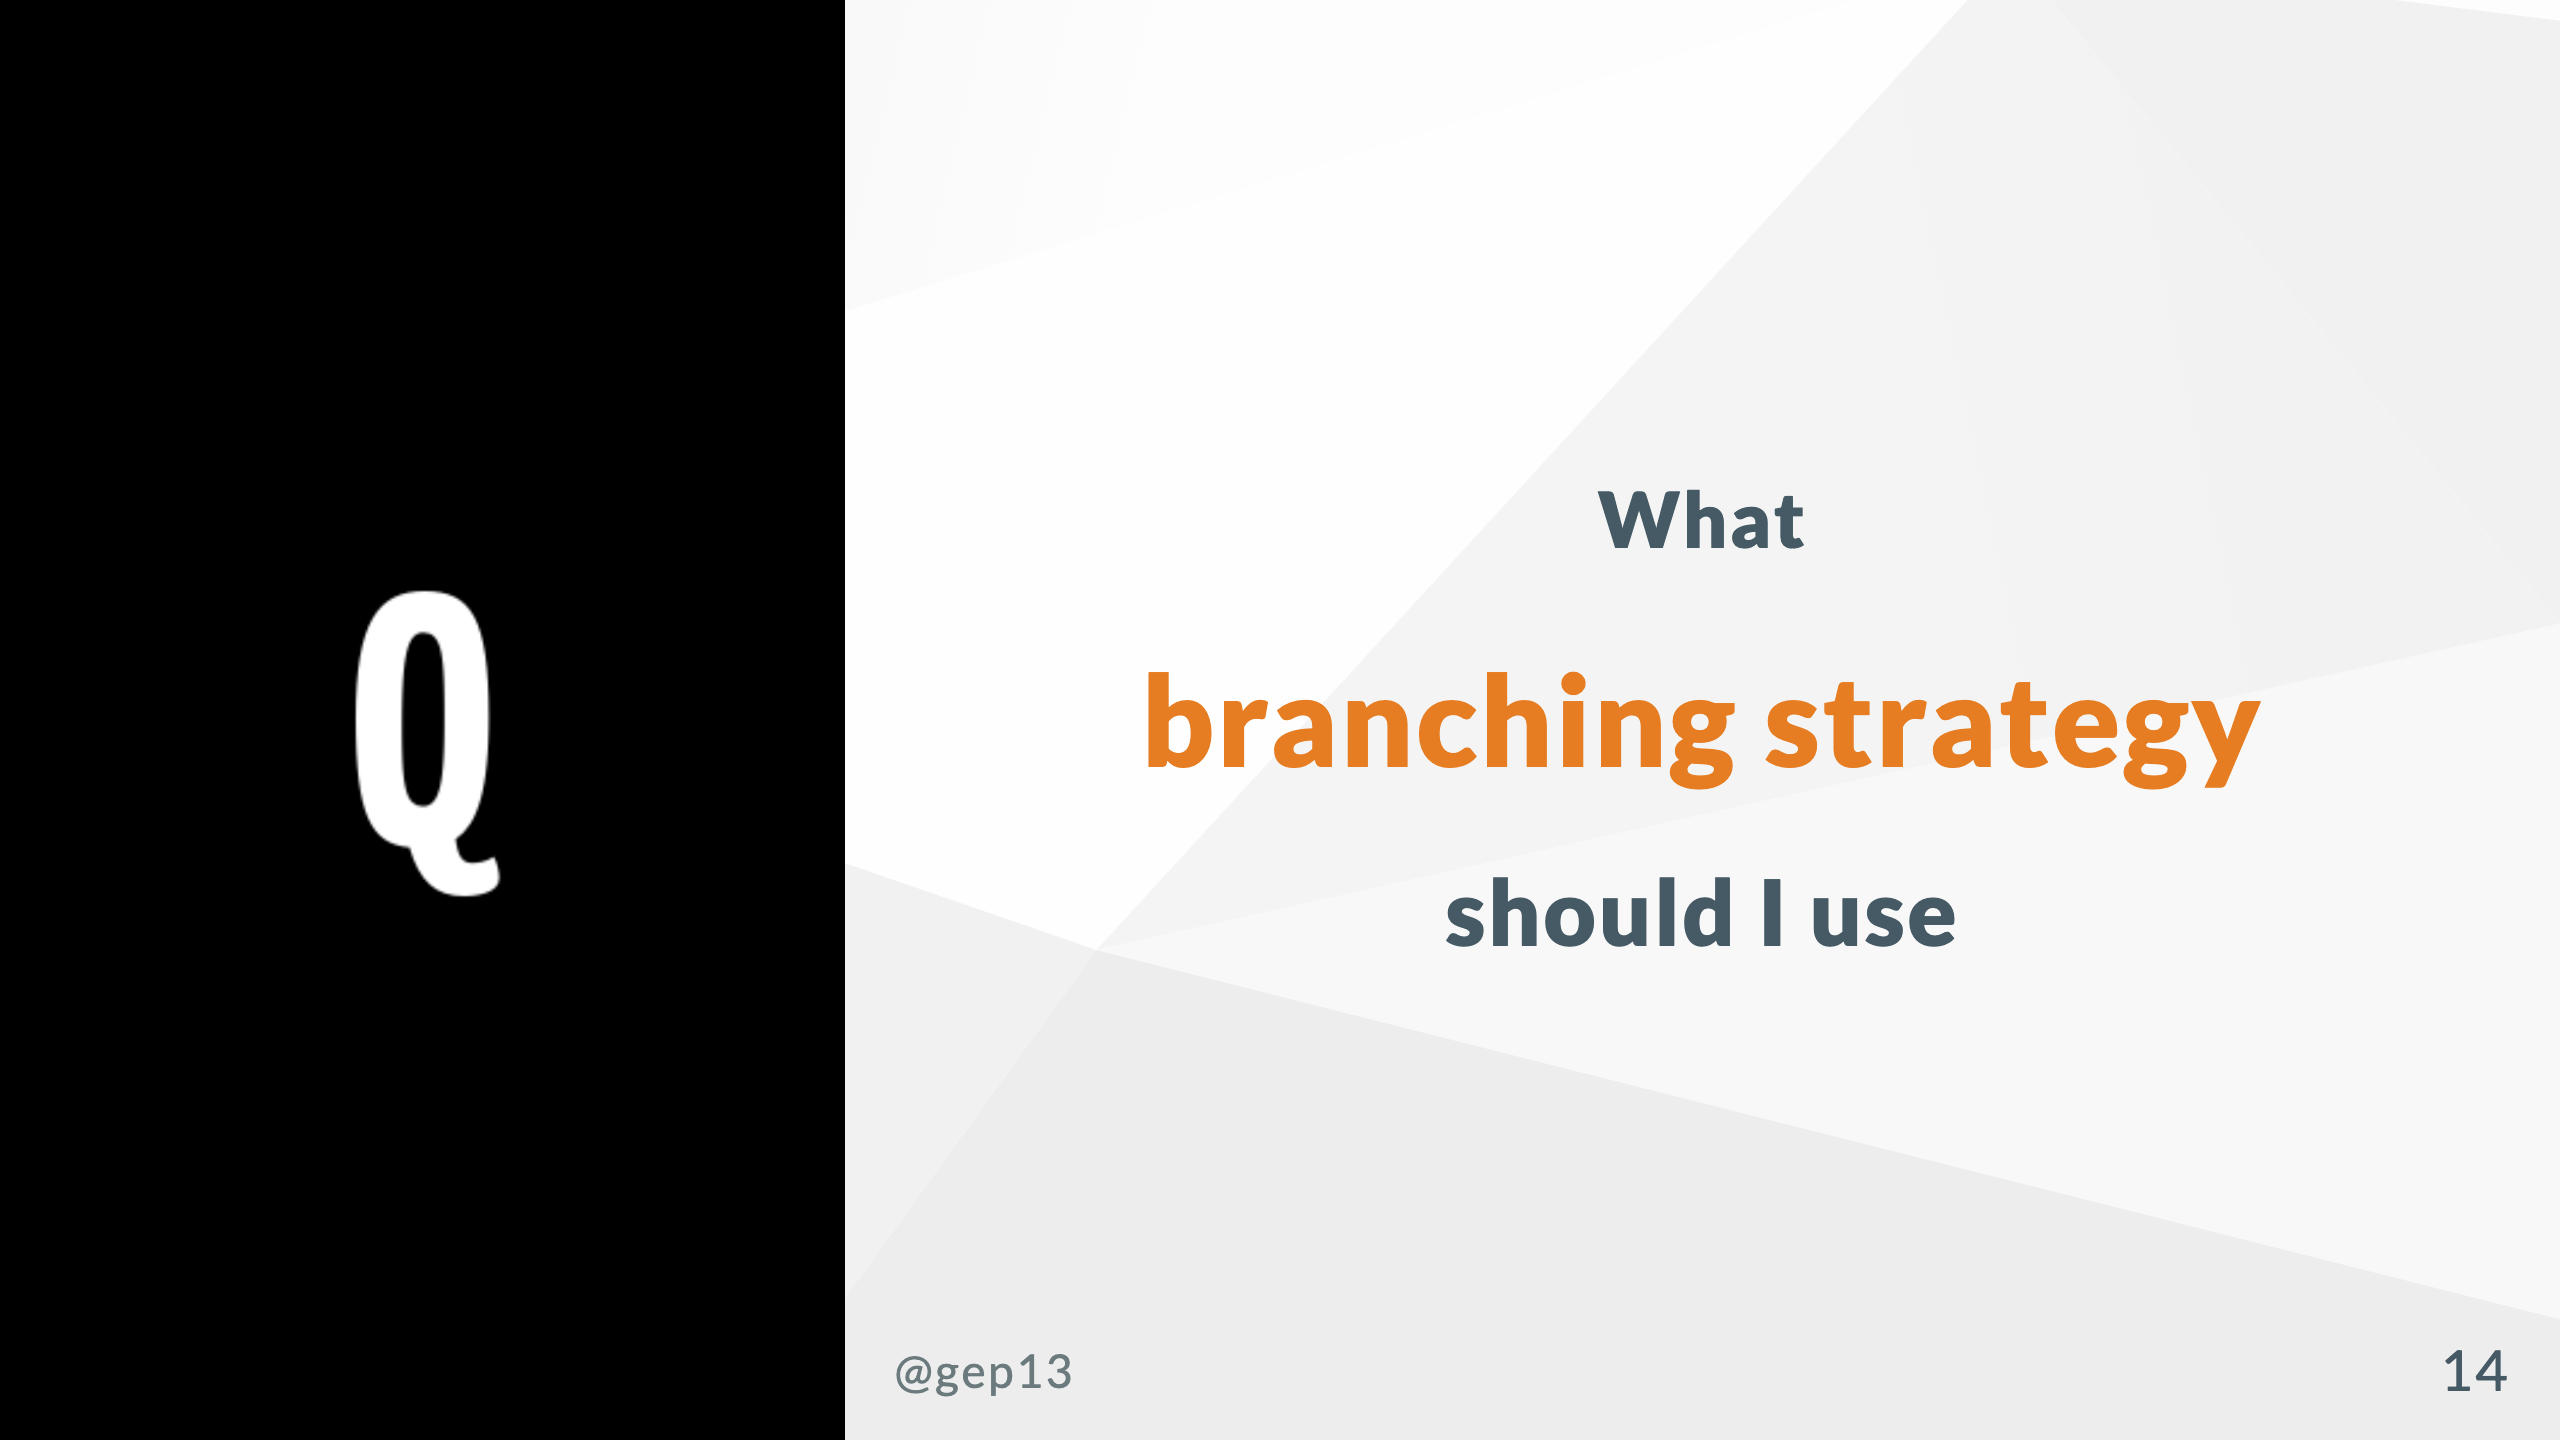 Q
What
branching strategy
should I use
@gep13
14